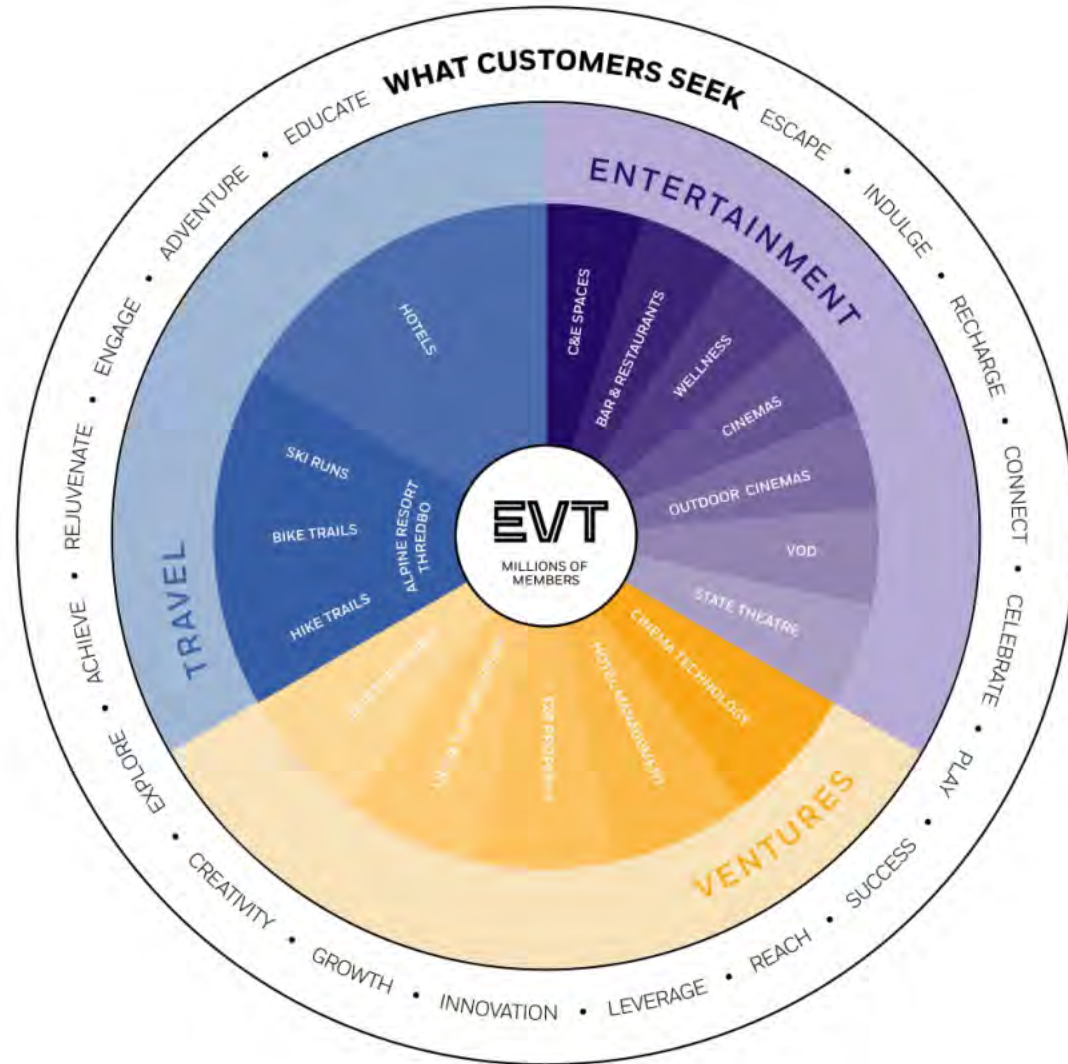 WHAT CUSTOMERS SEEK
ESCAPE • INDULGE • RECHARGE • CONNECT • CELEBRATE • PLAY • SUCCESS • REACH • LEVERAGE • INNOVATION • GROWTH • CREATIVITY • EXPLORE • ACHIEVE • REJUVENATE • ENGAGE • ADVENTURE • EDUCATE
ENTERTAINMENT
C&E SPACES
BAR & RESTAURANTS
WELLNESS
CINEMAS
OUTDOOR CINEMAS
VOD
STATE THEATRE
VENTURES
CINEMA TECHNOLOGY
HOTEL MANAGEMENT
TRAVEL
HIKE TRAILS
BIKE TRAILS
SKI RUNS
ALPINE RESORT
THREDBO
HOTELS
EVT
MILLIONS OF
MEMBERS